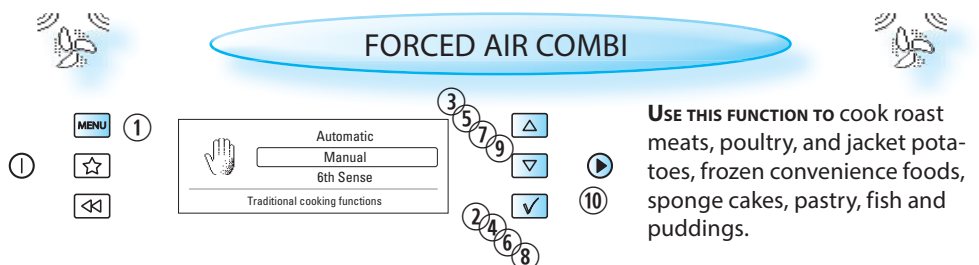 FORCED AIR COMBI
MENU
①
③
⑤
⑦
⑨
Automatic
Manual
6th Sense
Traditional cooking functions
②
④
⑥
⑧
⑩
USE THIS FUNCTION TO cook roast
meats, poultry, and jacket pota-
toes, frozen convenience foods,
sponge cakes, pastry, fish and
puddings.